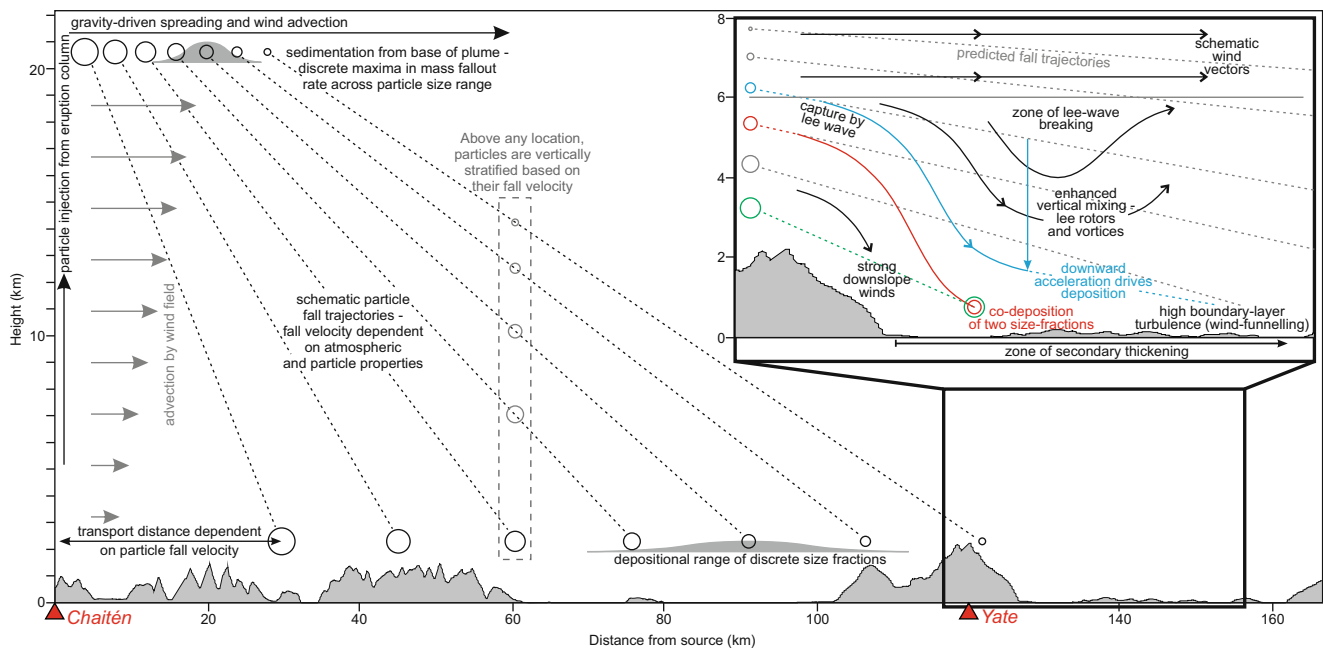 gravity-driven spreading and wind advection
sedimentation from base of plume -
discrete maxima in mass fallout
rate across particle size range
particle injection from eruption column
Height (km)
20
10
0
advection by wind field
Above any location,
particles are vertically
stratified based on
their fall velocity
schematic particle
fall trajectories -
fall velocity dependent
on atmospheric
and particle properties
transport distance dependent
on particle fall velocity
depositional range of discrete size fractions
Chaitén
20
40
60
80
100
Yate
140
160
Distance from source (km)
8
6
4
2
0
schematic
wind
vectors
predicted fall trajectories
capture by
lee wave
zone of lee-wave
breaking
enhanced
vertical mixing -
lee rotors
and vortices
strong
downslope
winds
downward
acceleration drives
deposition
co-deposition
of two size-fractions
high boundary-layer
turbulence (wind-funnelling)
zone of secondary thickening